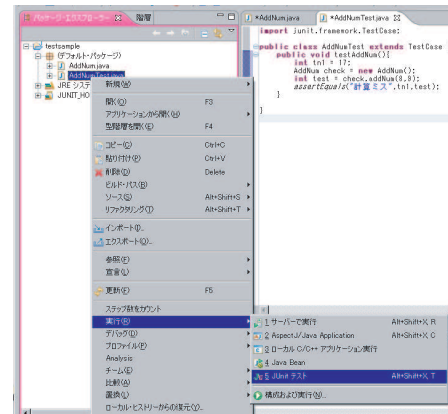 パッケージ・エクスプローラー 階層
testsample
(デフォルト・パッケージ)
AddNum.java
AddNumTest.java
JRE システ
JUNIT_HO
*AddNum.java *AddNumTest.java
import junit.framework.TestCase;
public class AddNumTest extends TestCase
public void testAddNum(){
int tn1 = 17;
AddNum check = new AddNum();
int test = check.addNum(8,9);
assertEquals("計算ミス",tn1,test);
}
}
新規(W)
開く(O) F3
アプリケーションから開く(H)
型階層を開く(E) F4
コピー(C) Ctrl+C
貼り付け(P) Ctrl+V
削除(D) Delete
ビルド・パス(B)
ソース(S) Alt+Shift+S
リファクタリング(T) Alt+Shift+T
インポート(I)...
エクスポート(O)...
参照(F)
宣言(L)
更新(F) F5
ステップ数をカウント
実行(R)
デバッグ(D)
プロファイル(P)
Analysis
チーム(E)
比較(A)
置換(L)
ローカル・ヒストリーからの復元(Y)...
1 サーバーで実行 Alt+Shift+X, R
2 AspectJ/Java Application Alt+Shift+X, C
3 ローカル C/C++ アプリケーション実行
4 Java Bean
5 JUnit テスト Alt+Shift+X, T
構成および実行(N)...